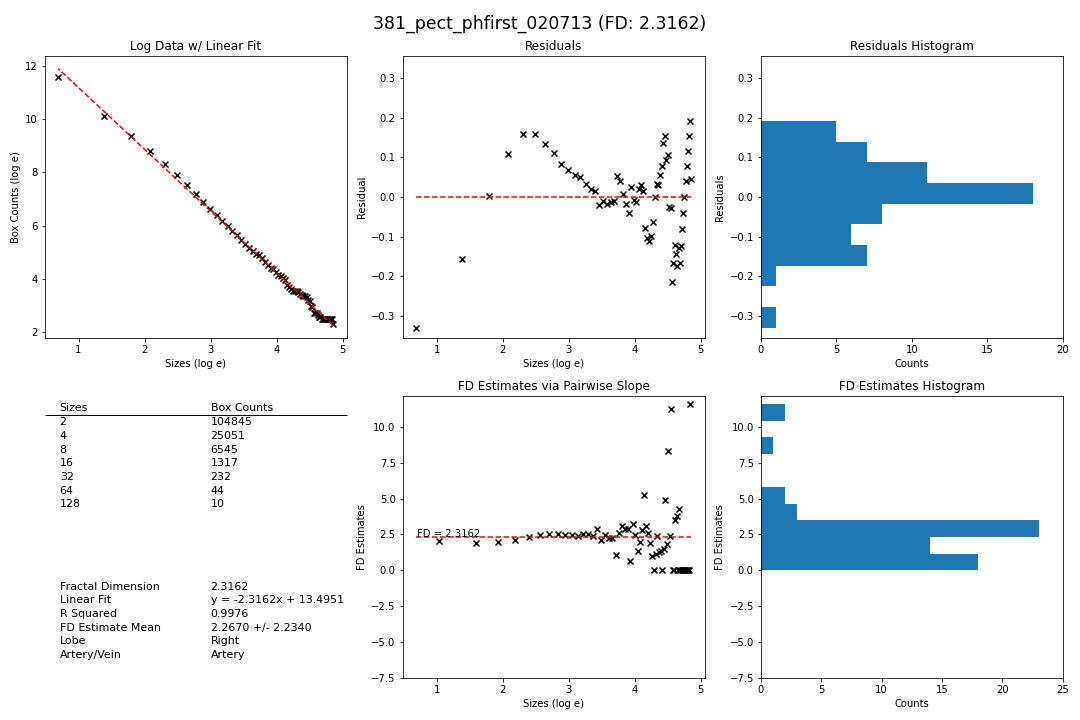 381_pect_phfirst_020713 (FD: 2.3162)
Log Data w/ Linear Fit
Box Counts (log e)
12
10
8
6
4
2
1 2 3 4 5
Sizes (log e)
Residuals
Residual
0.3
0.2
0.1
0.0
−0.1
−0.2
−0.3
1 2 3 4 5
Sizes (log e)
Residuals Histogram
Residuals
0.3
0.2
0.1
0.0
−0.1
−0.2
−0.3
0 5 10 15 20
Counts
Sizes Box Counts
2 104845
4 25051
8 6545
16 1317
32 232
64 44
128 10
Fractal Dimension 2.3162
Linear Fit y = -2.3162x + 13.4951
R Squared 0.9976
FD Estimate Mean 2.2670 +/- 2.2340
Lobe Right
Artery/Vein Artery
FD Estimates via Pairwise Slope
FD Estimates
10.0
7.5
5.0
2.5
0.0
−2.5
−5.0
−7.5
FD = 2.3162
1 2 3 4 5
Sizes (log e)
FD Estimates Histogram
FD Estimates
10.0
7.5
5.0
2.5
0.0
−2.5
−5.0
−7.5
0 5 10 15 20 25
Counts